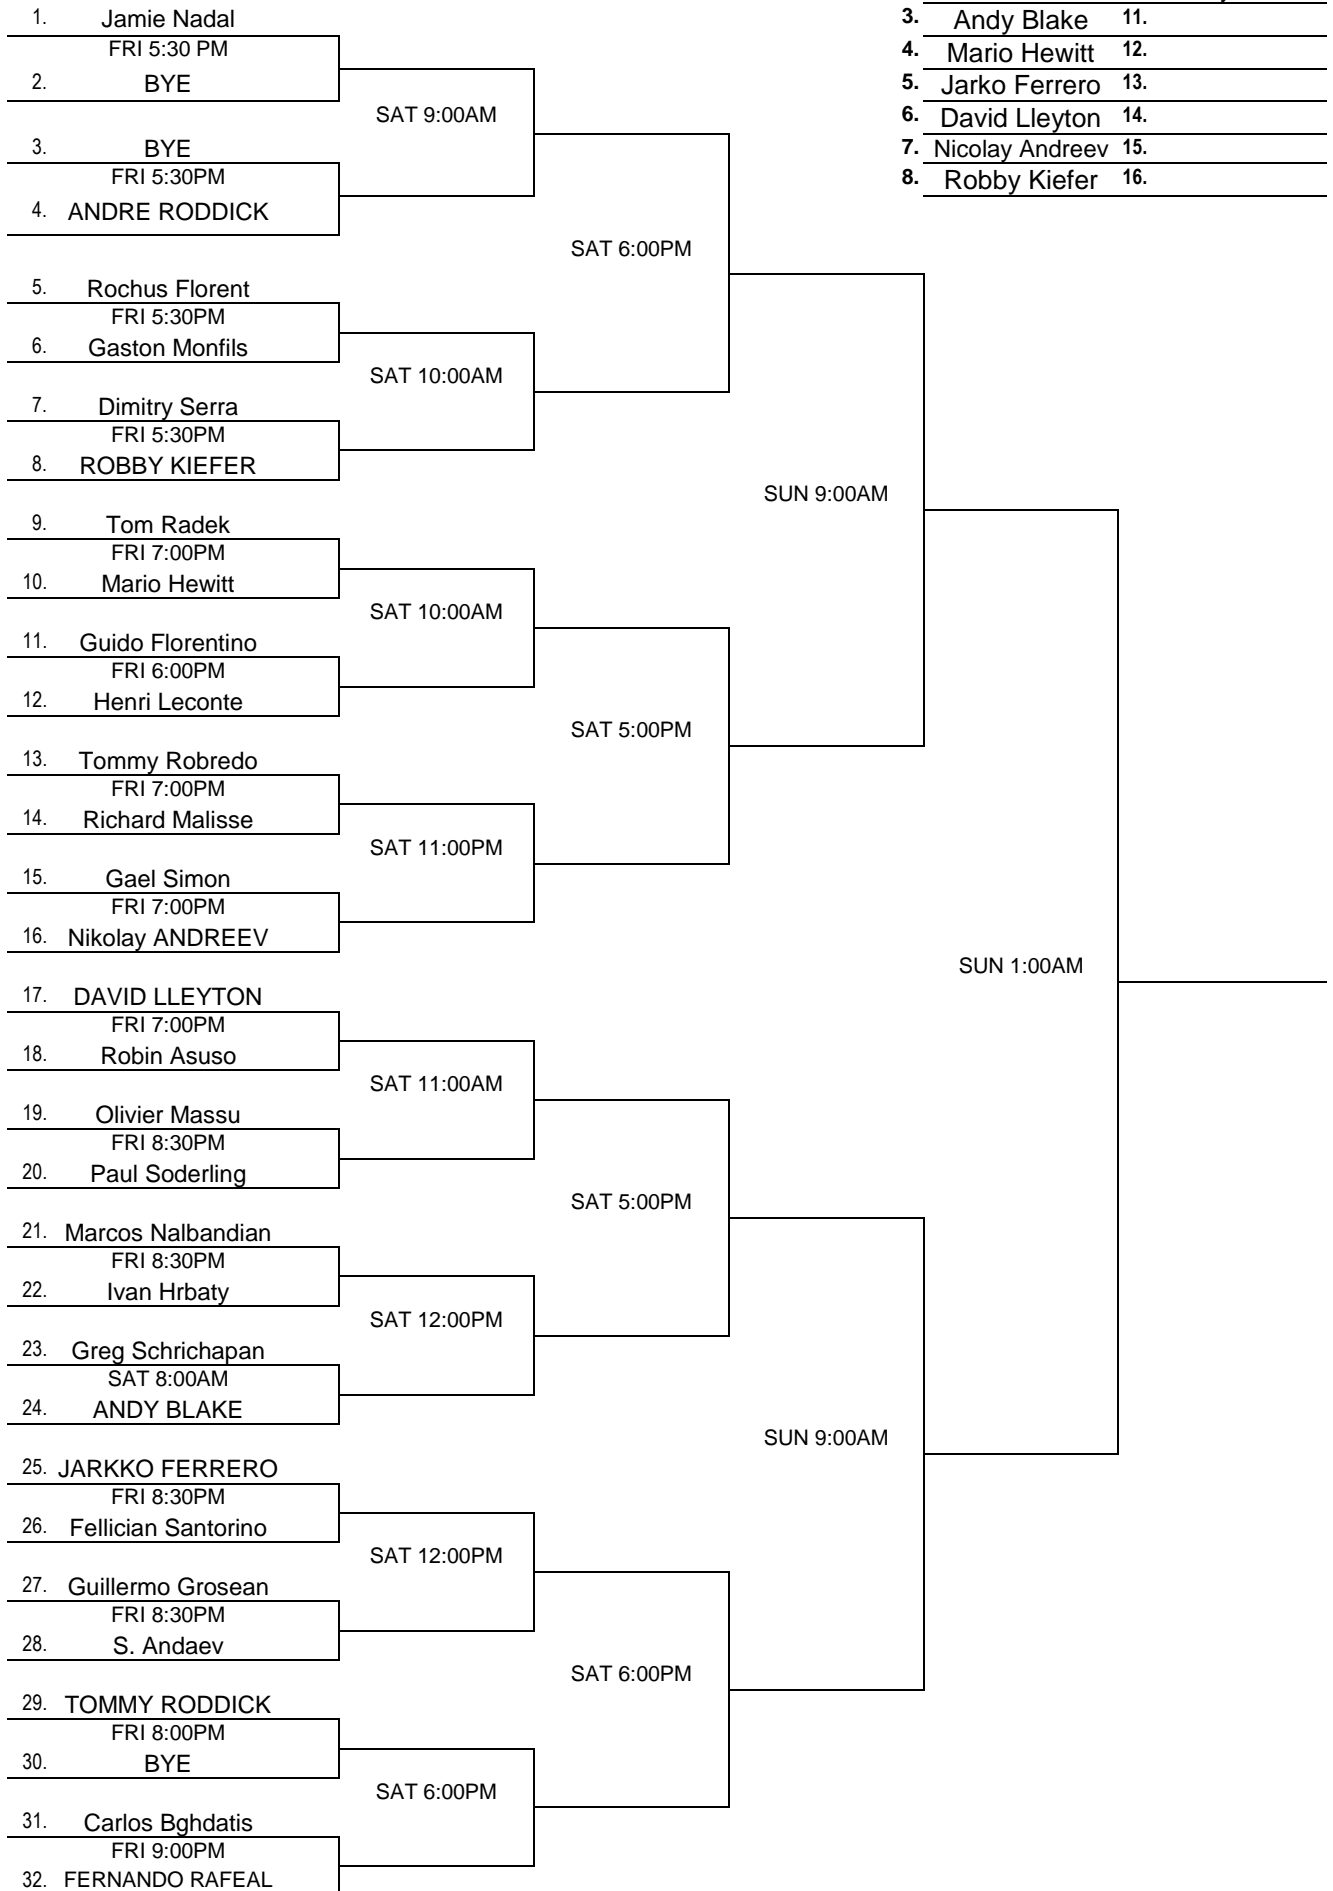 1. Jamie Nadal
FRI 5:30 PM
2. BYE
SAT 9:00AM
3. BYE
FRI 5:30PM
4. ANDRE RODDICK
SAT 6:00PM
5. Rochus Florent
FRI 5:30PM
6. Gaston Monfils
SAT 10:00AM
7. Dimitry Serra
FRI 5:30PM
8. ROBBY KIEFER
SUN 9:00AM
9. Tom Radek
FRI 7:00PM
10. Mario Hewitt
SAT 10:00AM
11. Guido Florentino
FRI 6:00PM
12. Henri Leconte
SAT 5:00PM
13. Tommy Robredo
FRI 7:00PM
14. Richard Malisse
SAT 11:00PM
15. Gael Simon
FRI 7:00PM
16. Nikolay ANDREEV
SUN 1:00AM
17. DAVID LLEYTON
FRI 7:00PM
18. Robin Asuso
SAT 11:00AM
19. Olivier Massu
FRI 8:30PM
20. Paul Soderling
SAT 5:00PM
21. Marcos Nalbandian
FRI 8:30PM
22. Ivan Hrbaty
SAT 12:00PM
23. Greg Schrichapan
SAT 8:00AM
24. ANDY BLAKE
SUN 9:00AM
25. JARKKO FERRERO
FRI 8:30PM
26. Fellician Santorino
SAT 12:00PM
27. Guillermo Grosean
FRI 8:30PM
28. S. Andaev
SAT 6:00PM
29. TOMMY RODDICK
FRI 8:00PM
30. BYE
SAT 6:00PM
31. Carlos Bghdatis
FRI 9:00PM
32. FERNANDO RAFEAL
3. Andy Blake 11.
4. Mario Hewitt 12.
5. Jarko Ferrero 13.
6. David Lleyton 14.
7. Nicolay Andreev 15.
8. Robby Kiefer 16.